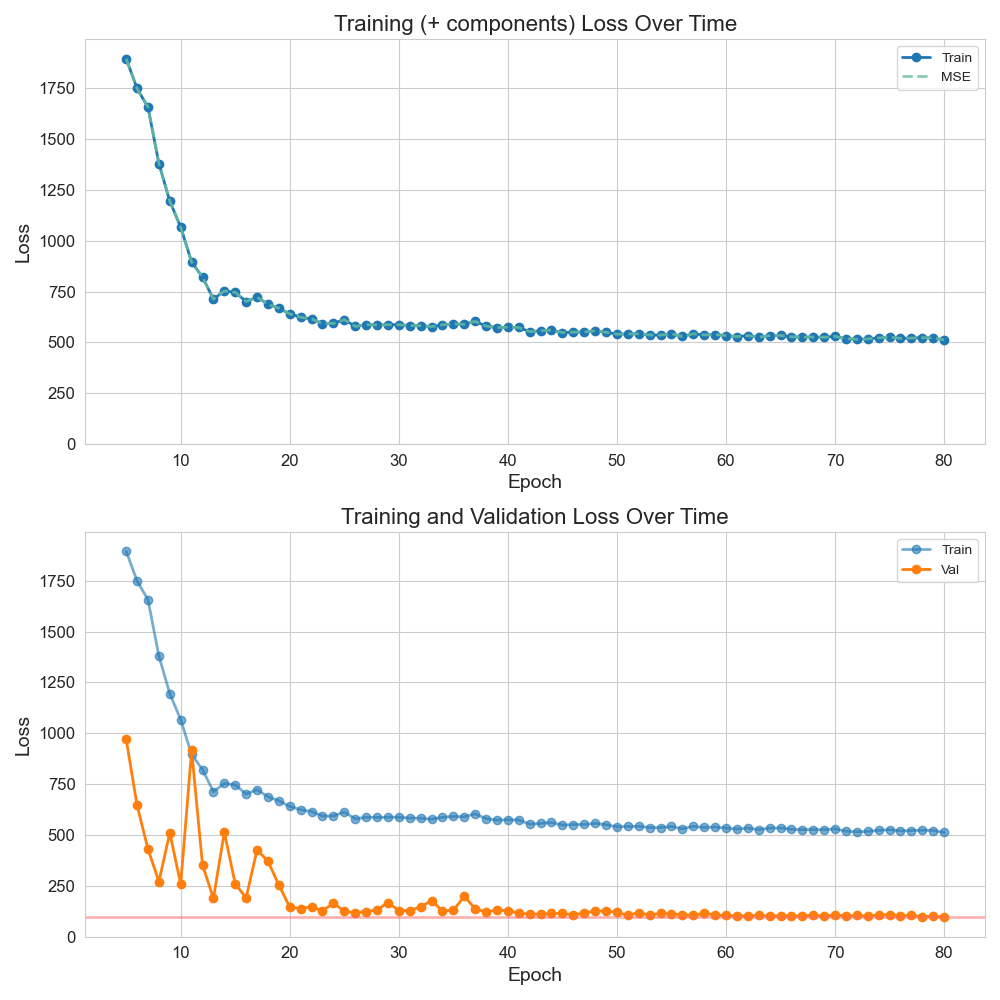 Training (+ components) Loss Over Time
Train
MSE
Loss
1750
1500
1250
1000
750
500
250
0
10 20 30 40 50 60 70 80
Epoch
Training and Validation Loss Over Time
Train
Val
Loss
1750
1500
1250
1000
750
500
250
0
10 20 30 40 50 60 70 80
Epoch